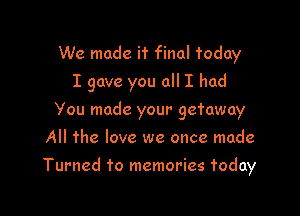 We made it final today
I gave you all I had
You made your getaway
All the love we once made
Turned to memories today